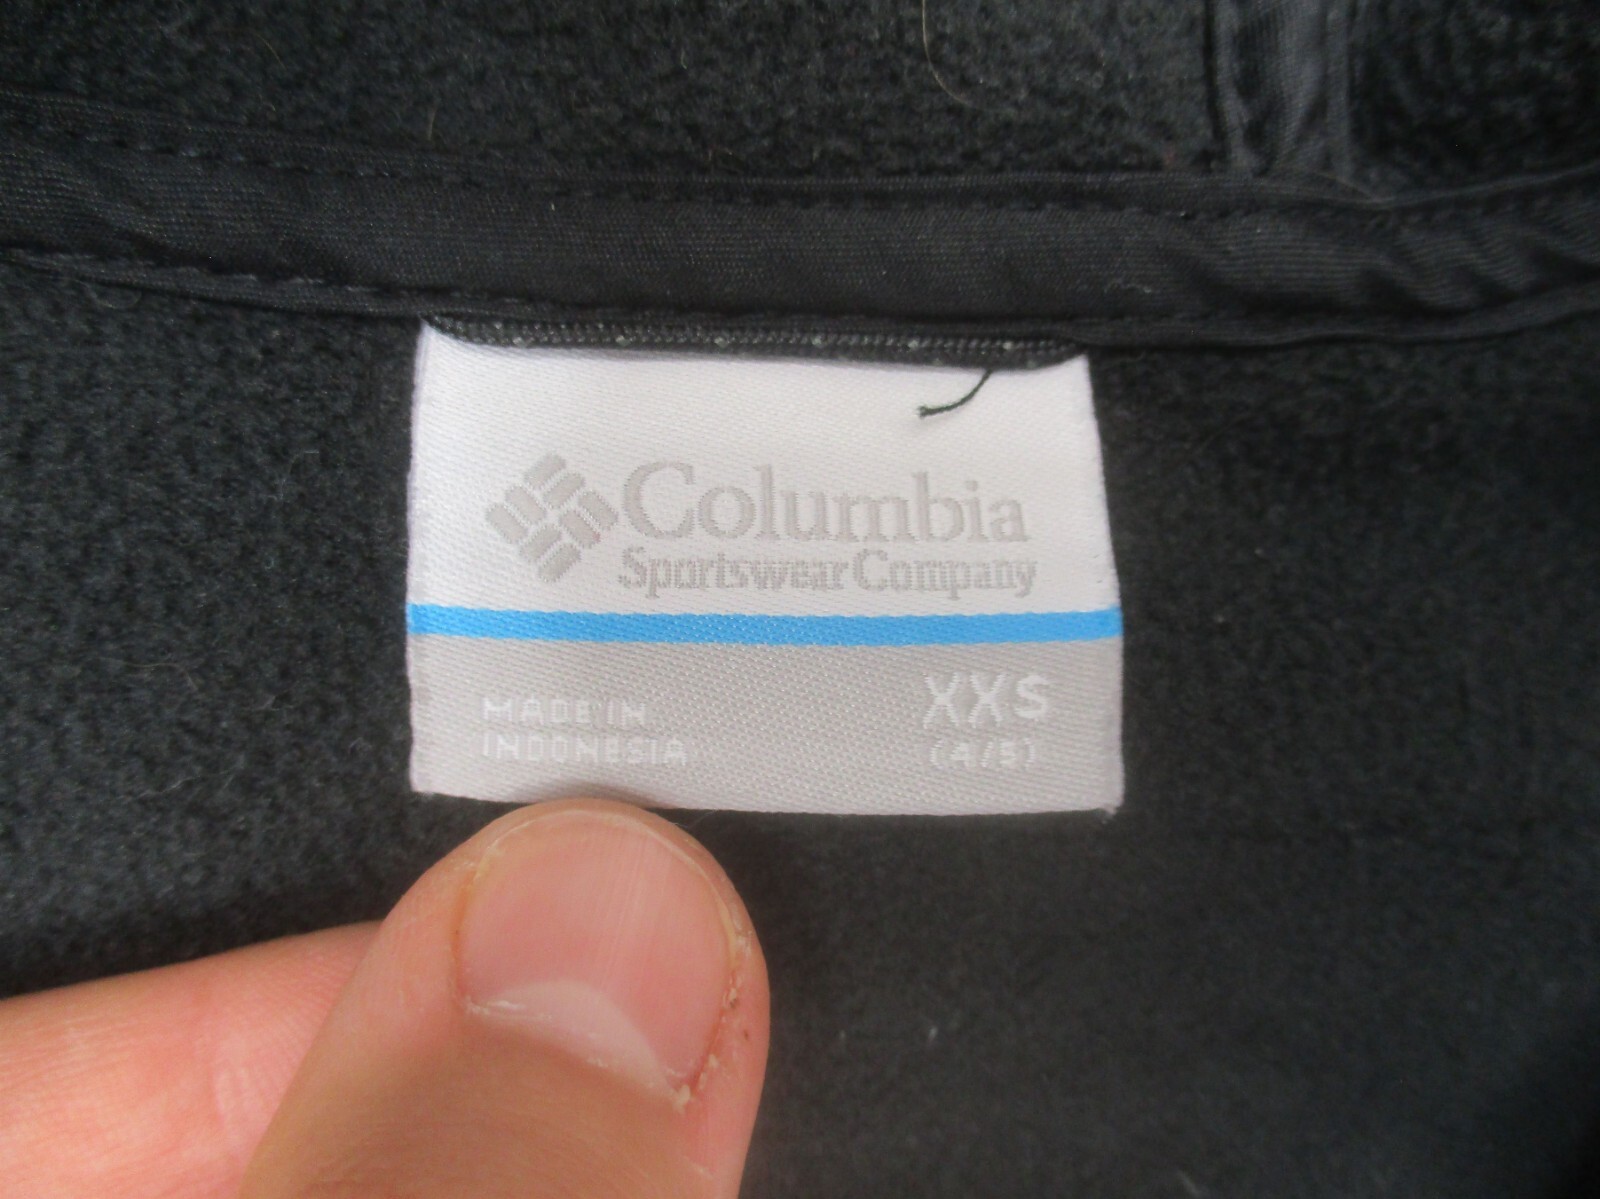 Columbia
Sportswear Company
MADE IN
INDONESIA
XXS
(4/5)